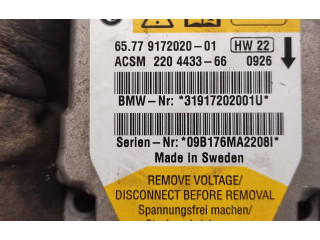 65.77 9172020-01 HW 22
ACSM 220 4433-66 0926
BMW-Nr: *31917202001U*
Serien-Nr: *09B176MA2208I*
Made in Sweden
REMOVE VOLTAGE/
DISCONNECT BEFORE REMOVAL
Spannungsfrei machen/